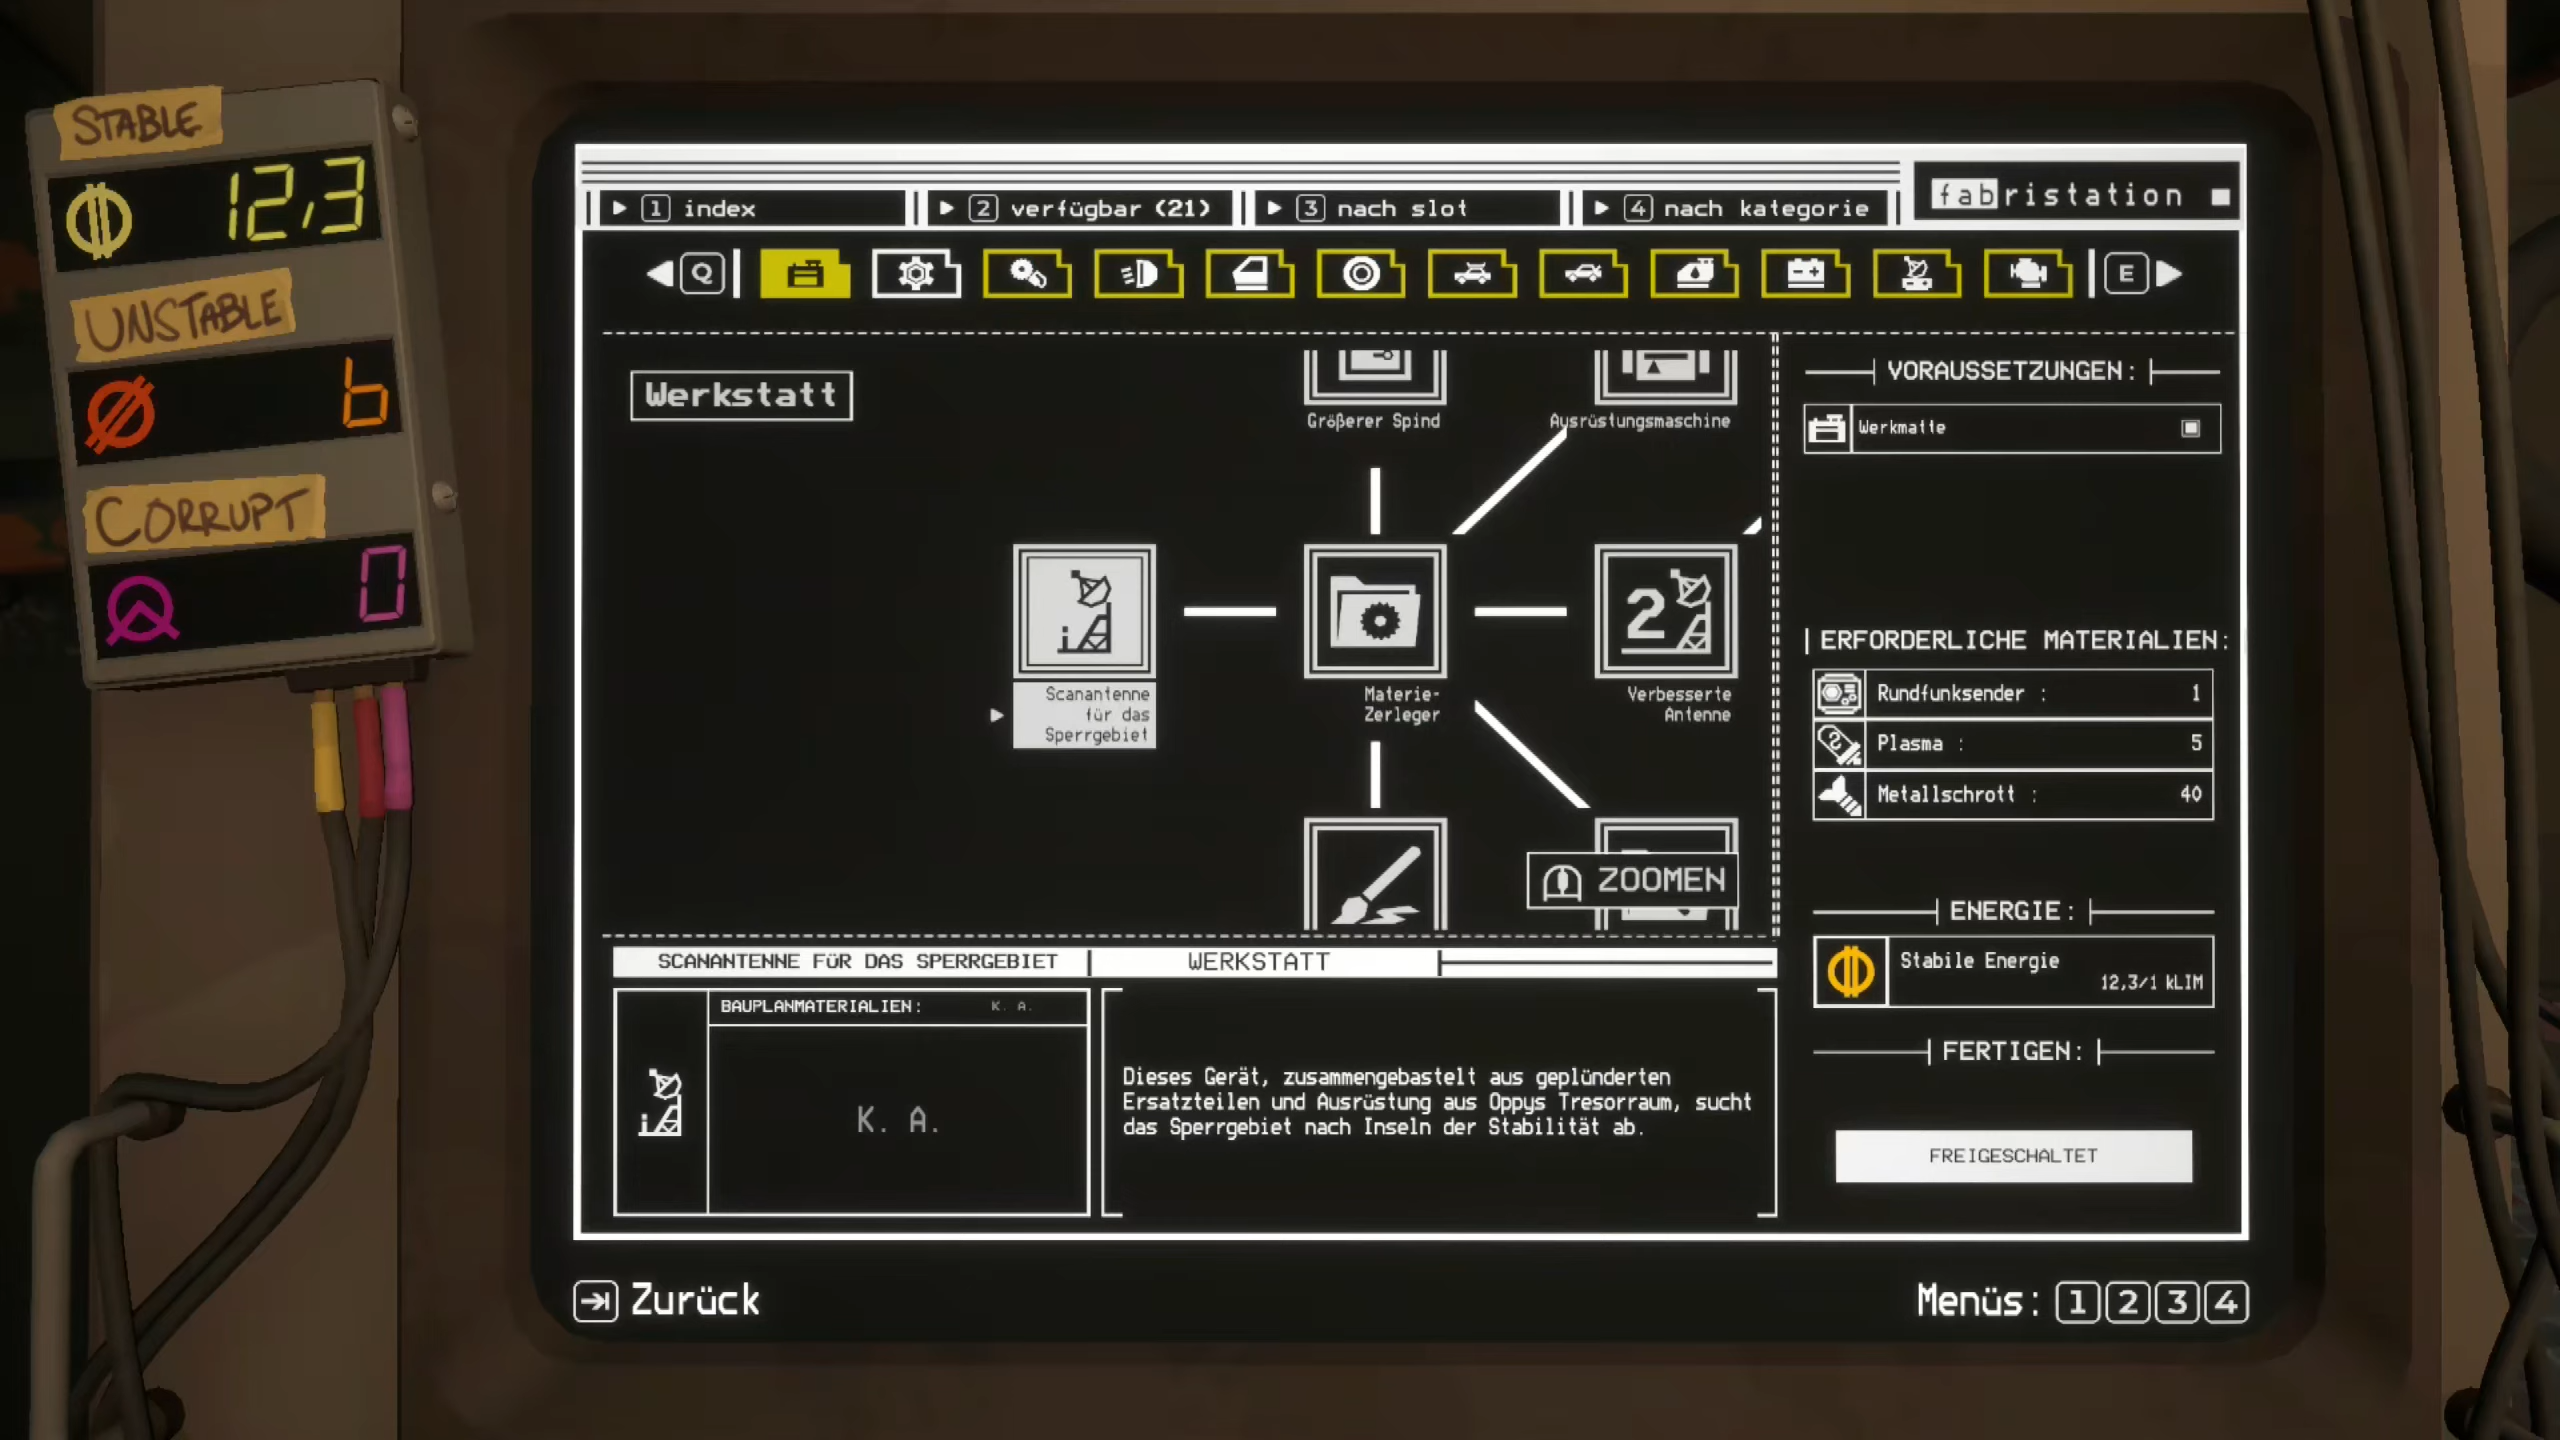 STABLE
12,3
UNSTABLE
6
CORRUPT
0
1 index
2 verfügbar (21)
3 nach slot
4 nach kategorie
fabristation
Q
E
Werkstatt
Größerer Spind
Ausrüstungsmaschine
Scanantenne
für das
Sperrgebiet
Materie-
Zerleger
2
Verbesserte
Antenne
ZOOMEN
VORAUSSETZUNGEN:
Werkmatte
ERFORDERLICHE MATERIALIEN:
Rundfunksender : 1
Plasma : 5
Metallschrott : 40
ENERGIE:
Stabile Energie
12,3/1 kLIM
FERTIGEN:
FREIGESCHALTET
SCANANTENNE FÜR DAS SPERRGEBIET
WERKSTATT
BAUPLANMATERIALIEN: K. A.
K. A.
Dieses Gerät, zusammengebastelt aus geplünderten
Ersatzteilen und Ausrüstung aus Oppys Tresorraum, sucht
das Sperrgebiet nach Inseln der Stabilität ab.
Zurück
Menüs: 1 2 3 4